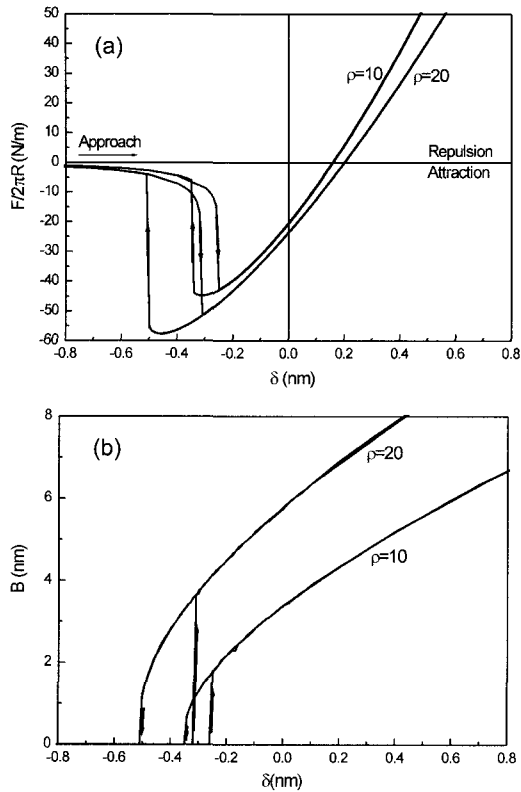 (a)
50
40
30
20
10
0
-10
-20
-30
-40
-50
-60
F/2πR (N/m)
ρ=10
ρ=20
Approach
Repulsion
Attraction
-0.8 -0.6 -0.4 -0.2 0.0 0.2 0.4 0.6 0.8
δ (nm)
(b)
8
6
4
2
0
B (nm)
ρ=20
ρ=10
-0.8 -0.6 -0.4 -0.2 0.0 0.2 0.4 0.6 0.8
δ(nm)